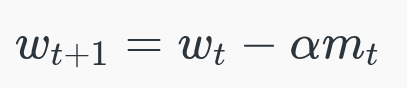 w_{t+1} = w_t − αm_t